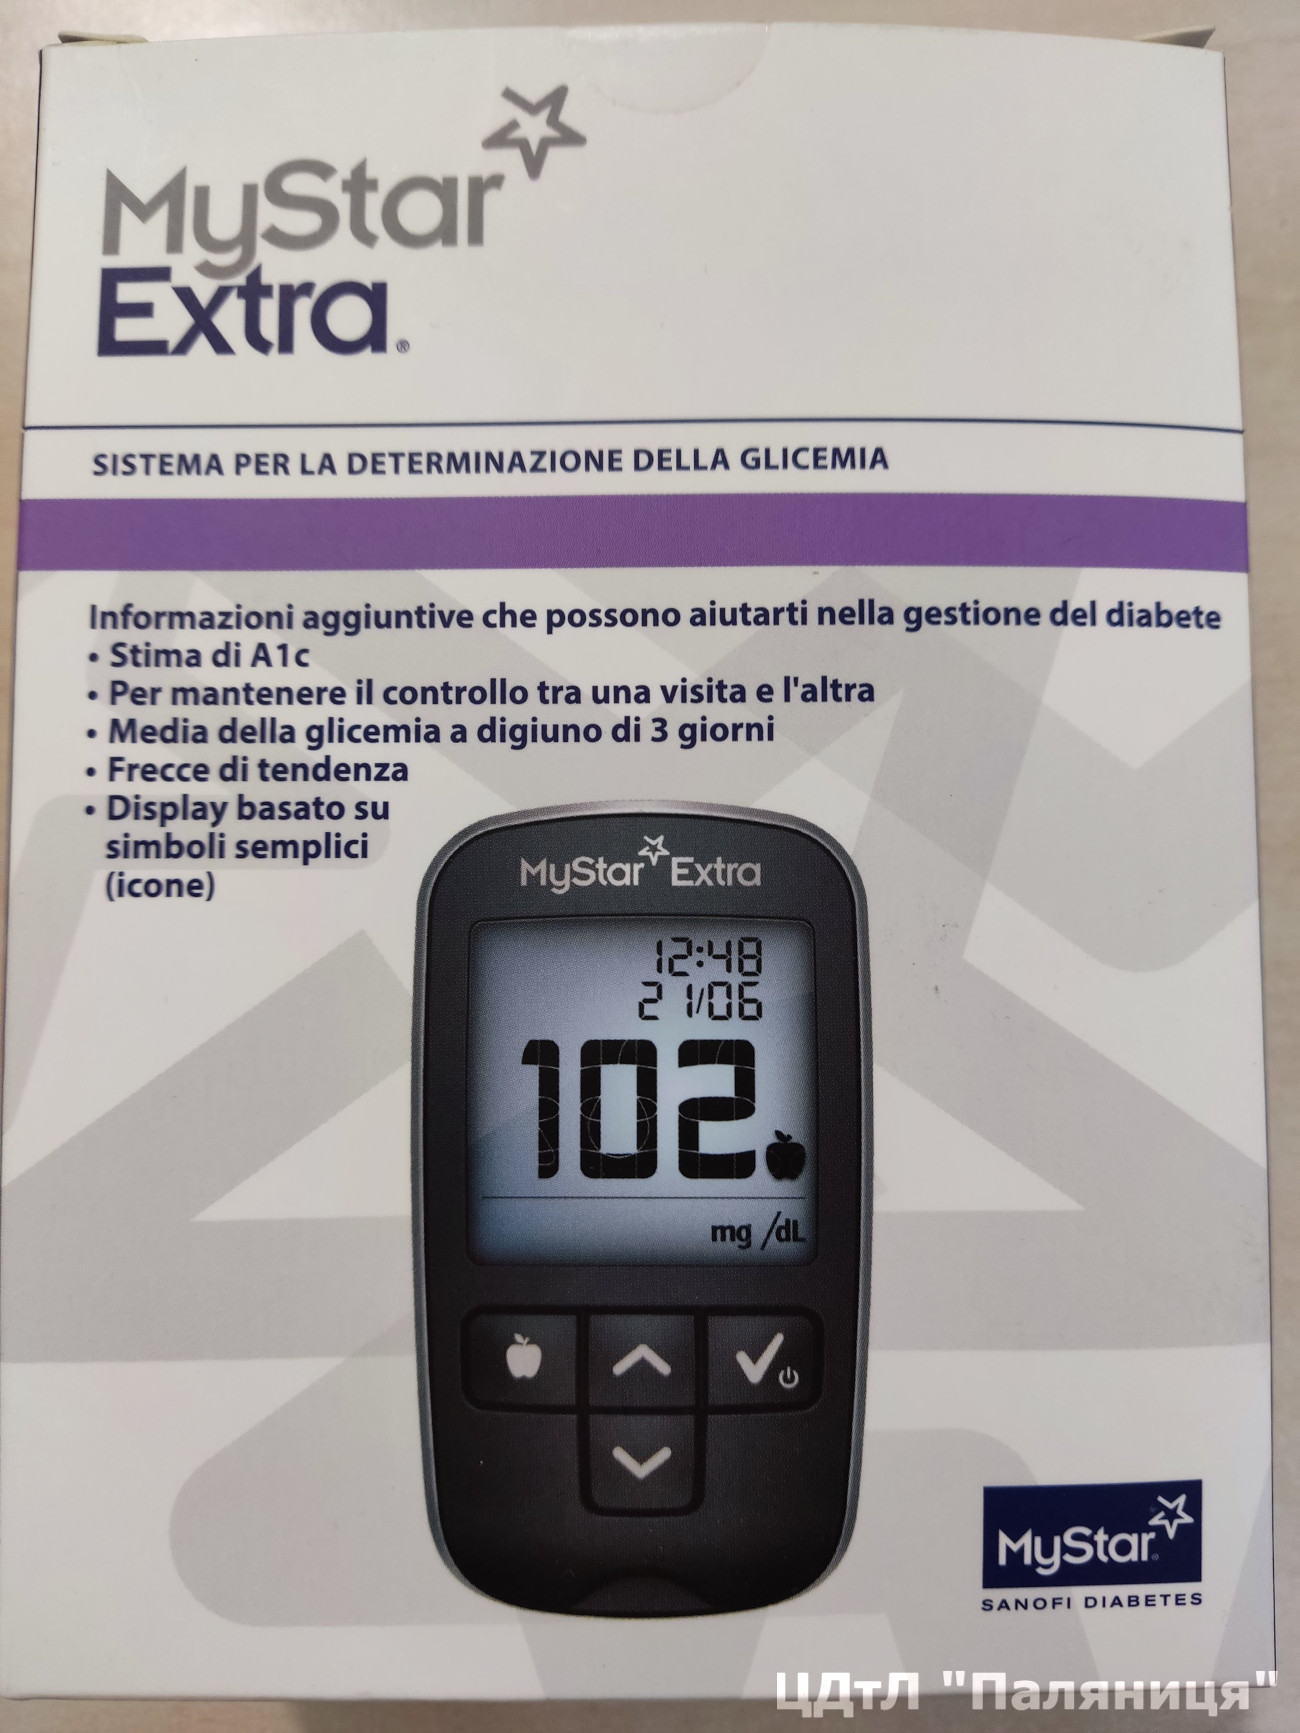 MyStar
Extra®
SISTEMA PER LA DETERMINAZIONE DELLA GLICEMIA
Informazioni aggiuntive che possono aiutarti nella gestione del diabete
• Stima di A1c
• Per mantenere il controllo tra una visita e l'altra
• Media della glicemia a digiuno di 3 giorni
• Frecce di tendenza
• Display basato su
simboli semplici
(icone)
MyStar Extra
12:48
21/06
102
mg/dL
MyStar®
SANOFI DIABETES
ЦДтЛ "Паляниця"